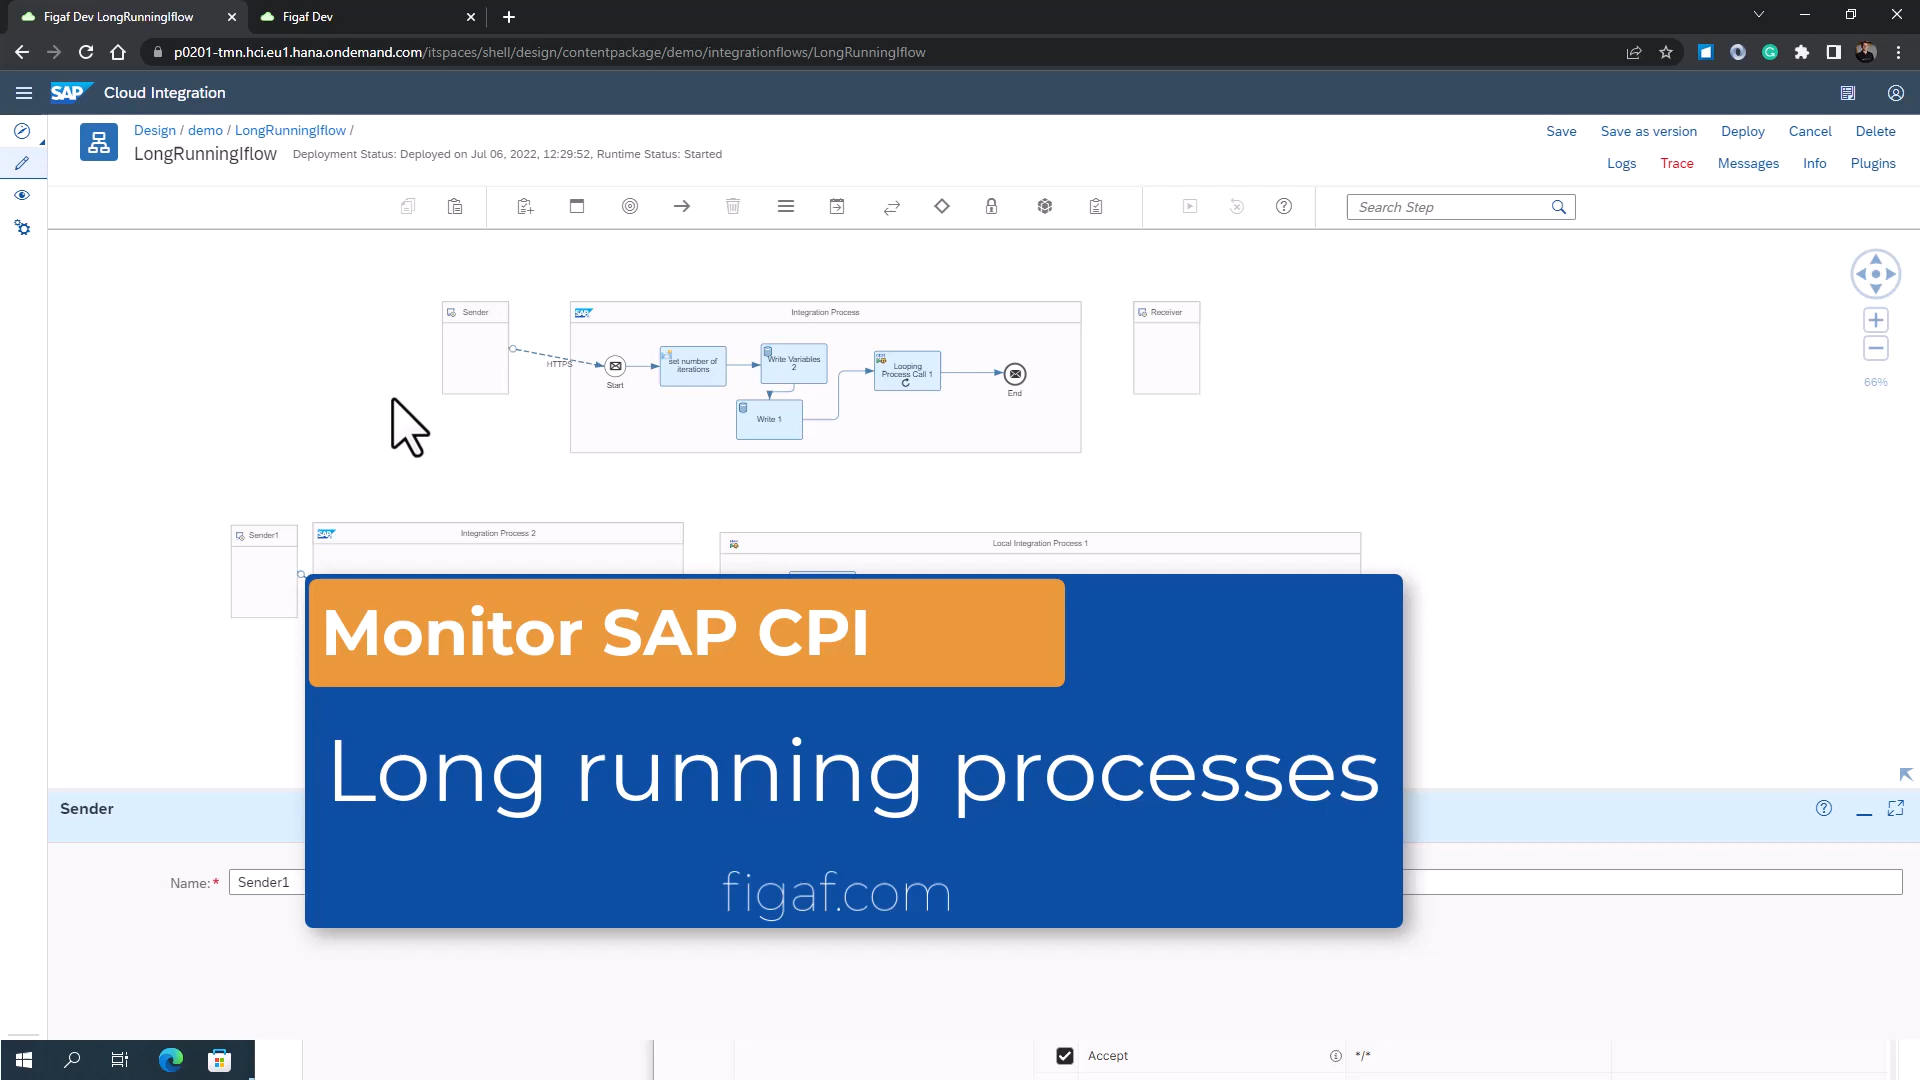 Figaf Dev LongRunningIflow
Figaf Dev
p0201-tmn.hci.eu1.hana.ondemand.com/itspaces/shell/design/contentpackage/demo/integrationflows/LongRunningIflow
SAP Cloud Integration
Design / demo / LongRunningIflow /
LongRunningIflow
Deployment Status: Deployed on Jul 06, 2022, 12:29:52, Runtime Status: Started
Save Save as version Deploy Cancel Delete
Logs Trace Messages Info Plugins
Search Step
Sender
SAP Integration Process
Receiver
HTTPS
Start
set number of
iterations
Write Variables
2
Write 1
Looping
Process Call 1
End
66%
Sender1
SAP Integration Process 2
Local Integration Process 1
Monitor SAP CPI
Long running processes
figaf.com
Sender
Name:* Sender1
Accept */*